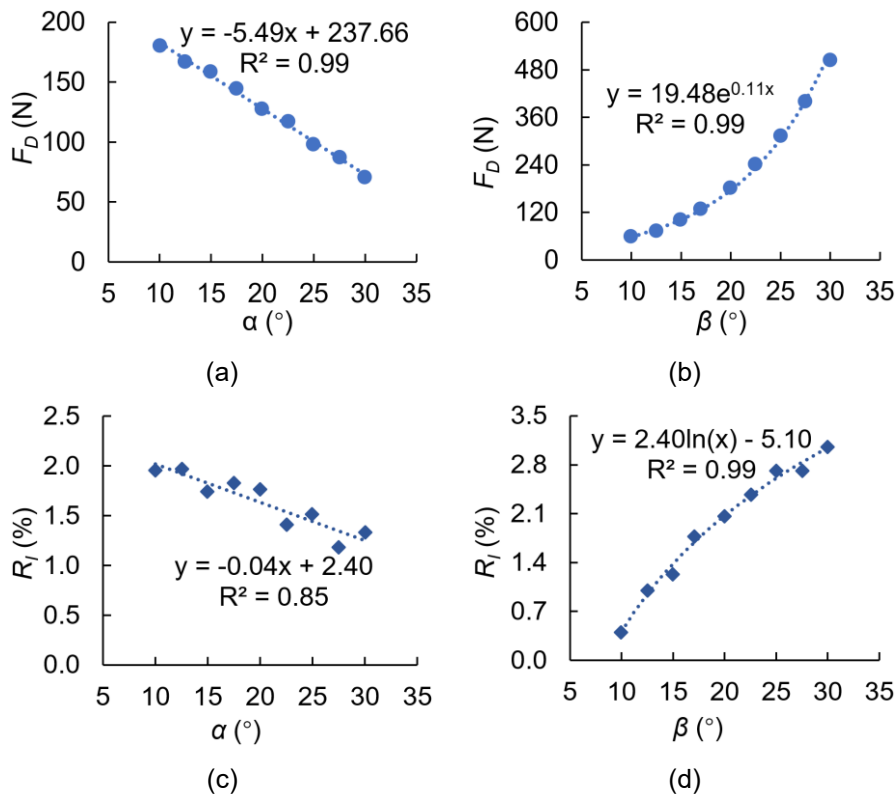 200
150
100
50
0
F_D (N)
y = -5.49x + 237.66
R² = 0.99
5 10 15 20 25 30 35
α (°)
(a)
600
480
360
240
120
0
F_D (N)
y = 19.48e^0.11x
R² = 0.99
5 10 15 20 25 30 35
β (°)
(b)
2.5
2.0
1.5
1.0
0.5
0.0
R_I (%)
y = -0.04x + 2.40
R² = 0.85
5 10 15 20 25 30 35
α (°)
(c)
3.5
2.8
2.1
1.4
0.7
0.0
R_I (%)
y = 2.40ln(x) - 5.10
R² = 0.99
5 10 15 20 25 30 35
β (°)
(d)